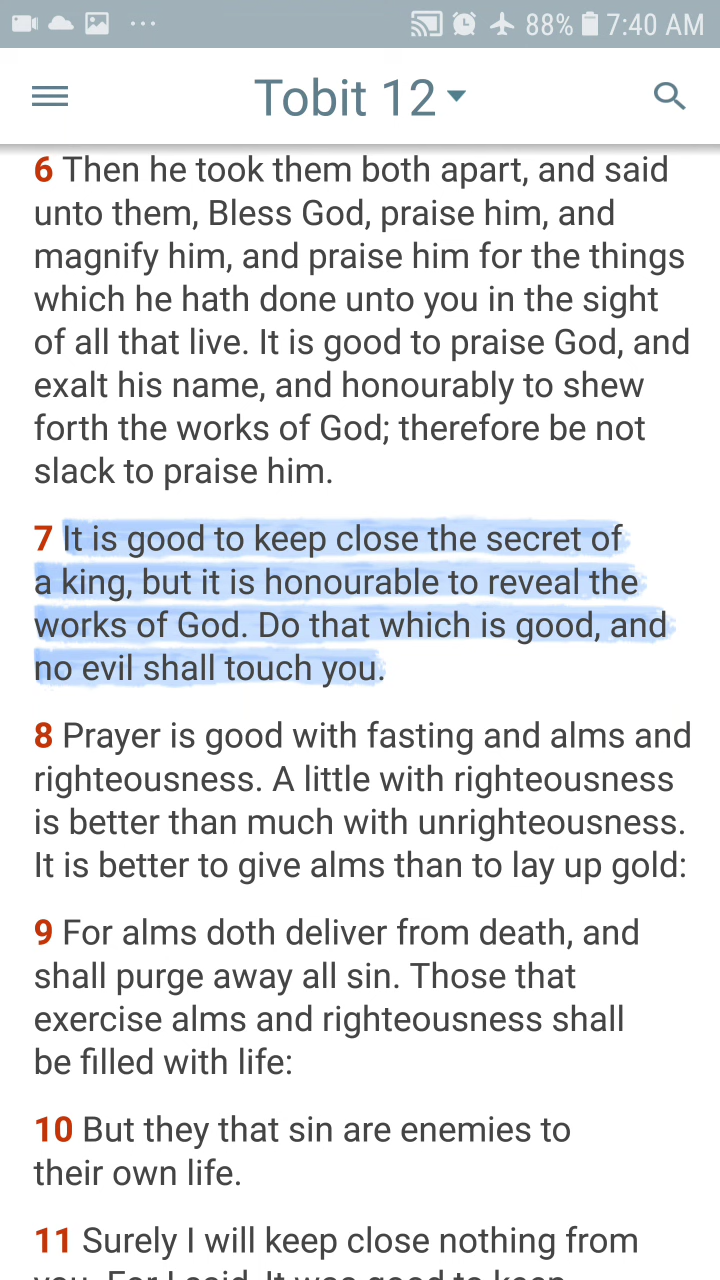 88% 7:40 AM
Tobit 12
6 Then he took them both apart, and said
unto them, Bless God, praise him, and
magnify him, and praise him for the things
which he hath done unto you in the sight
of all that live. It is good to praise God, and
exalt his name, and honourably to shew
forth the works of God; therefore be not
slack to praise him.
7 It is good to keep close the secret of
a king, but it is honourable to reveal the
works of God. Do that which is good, and
no evil shall touch you.
8 Prayer is good with fasting and alms and
righteousness. A little with righteousness
is better than much with unrighteousness.
It is better to give alms than to lay up gold:
9 For alms doth deliver from death, and
shall purge away all sin. Those that
exercise alms and righteousness shall
be filled with life:
10 But they that sin are enemies to
their own life.
11 Surely I will keep close nothing from
you. For I said, It was good to keep